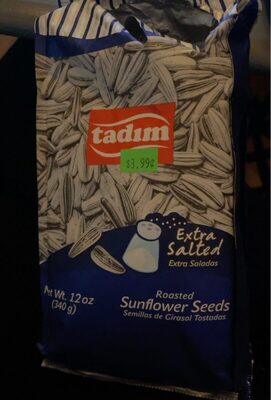 tadım
$3.99¢
Extra
Salted
Extra Saladas
Net Wt. 12 oz
(340 g)
Roasted
Sunflower Seeds
Semillas de Girasol Tostadas